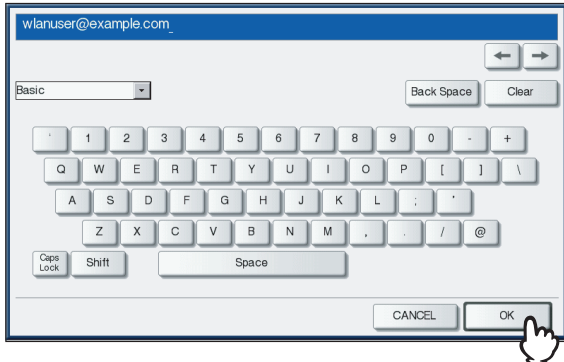 wlanuser@example.com_
Basic
Back Space Clear
` 1 2 3 4 5 6 7 8 9 0 - +
Q W E R T Y U I O P [ ] \
A S D F G H J K L ; '
Z X C V B N M , . / @
Caps Lock Shift Space
CANCEL OK